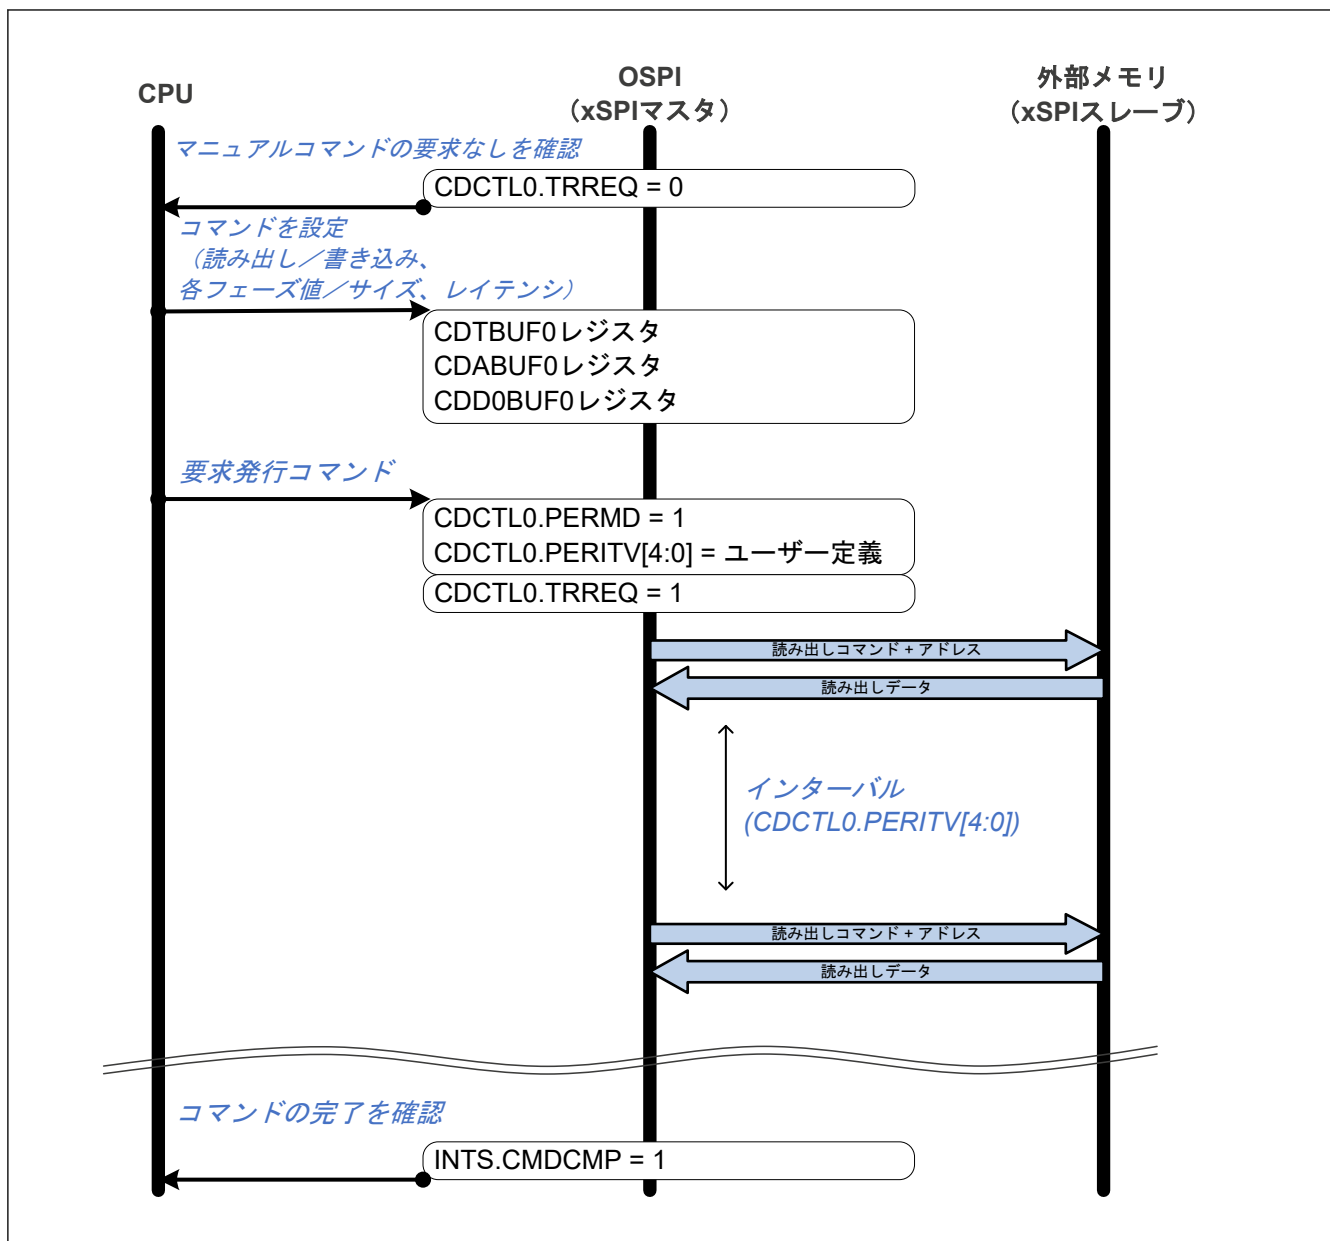 CPU
OSPI
（xSPIマスタ）
外部メモリ
（xSPIスレーブ）
マニュアルコマンドの要求なしを確認
CDCTL0.TRREQ = 0
コマンドを設定
（読み出し／書き込み、
各フェーズ値／サイズ、レイテンシ）
CDTBUF0レジスタ
CDABUF0レジスタ
CDD0BUF0レジスタ
要求発行コマンド
CDCTL0.PERMD = 1
CDCTL0.PERITV[4:0] = ユーザー定義
CDCTL0.TRREQ = 1
読み出しコマンド + アドレス
読み出しデータ
インターバル
(CDCTL0.PERITV[4:0])
読み出しコマンド + アドレス
読み出しデータ
コマンドの完了を確認
INTS.CMDCMP = 1